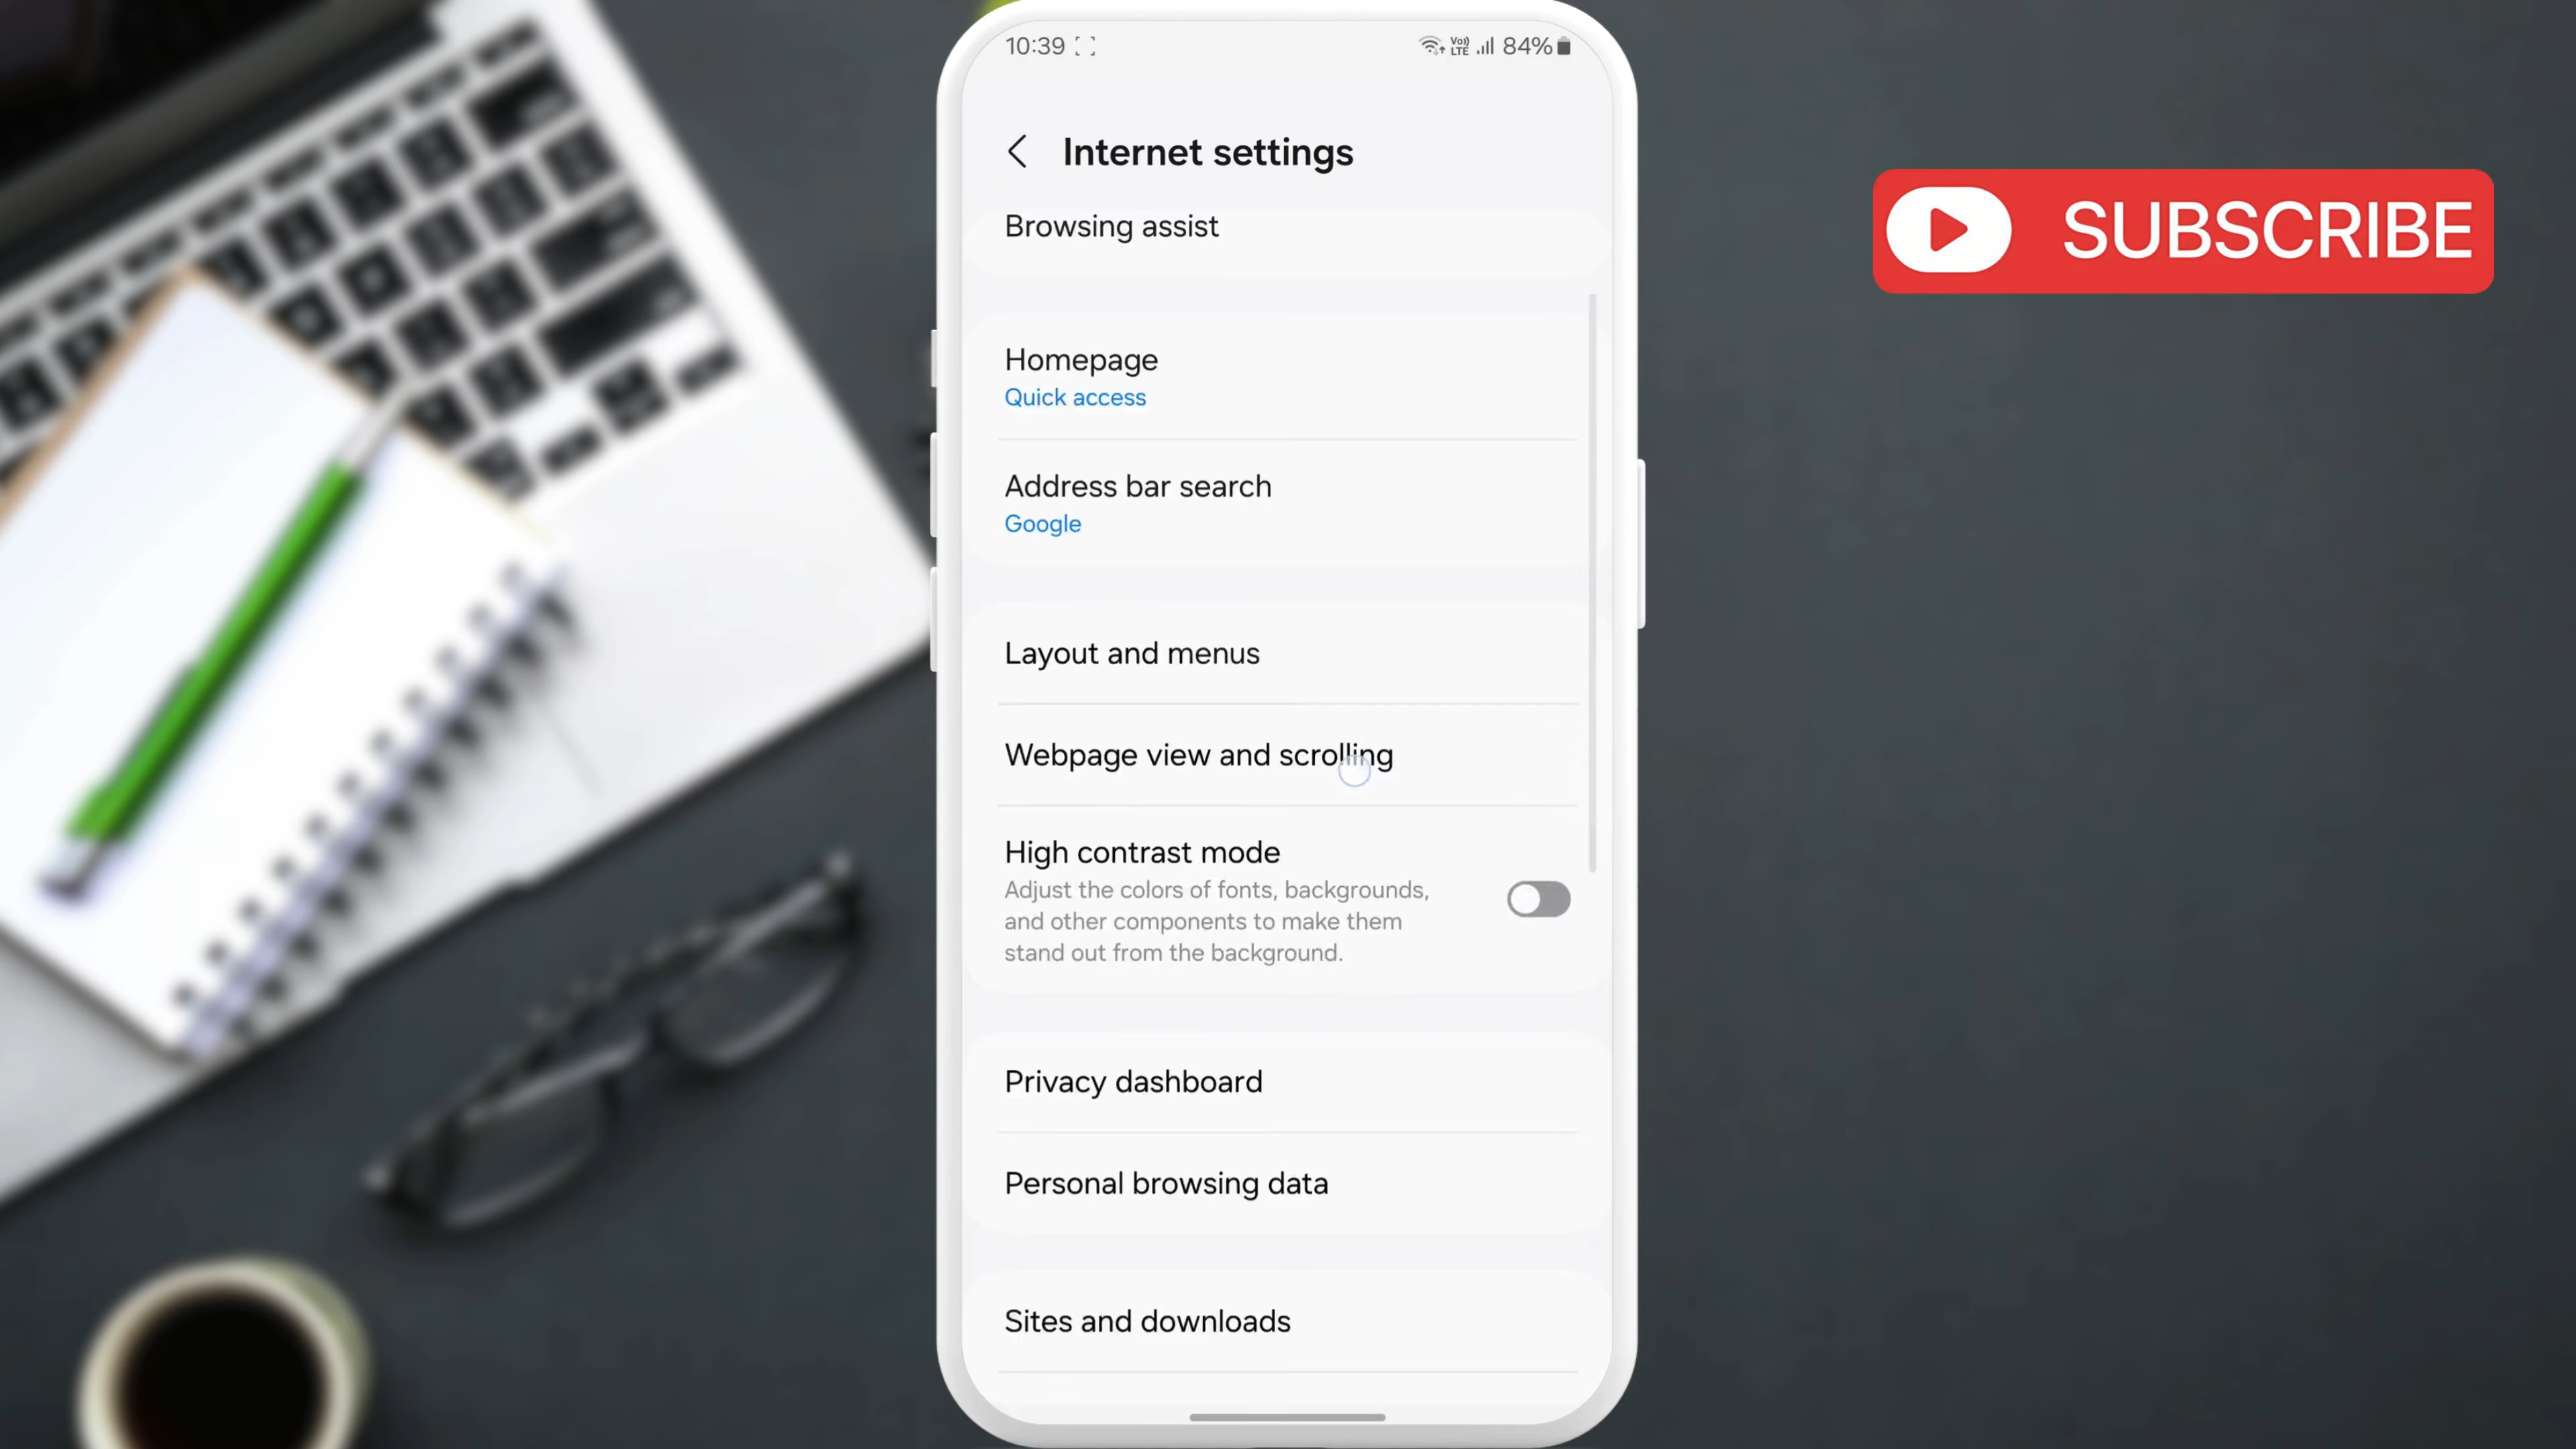 10:39
Vo)) LTE 84%
Internet settings
SUBSCRIBE
Browsing assist
Homepage
Quick access
Address bar search
Google
Layout and menus
Webpage view and scrolling
High contrast mode
Adjust the colors of fonts, backgrounds,
and other components to make them
stand out from the background.
Privacy dashboard
Personal browsing data
Sites and downloads